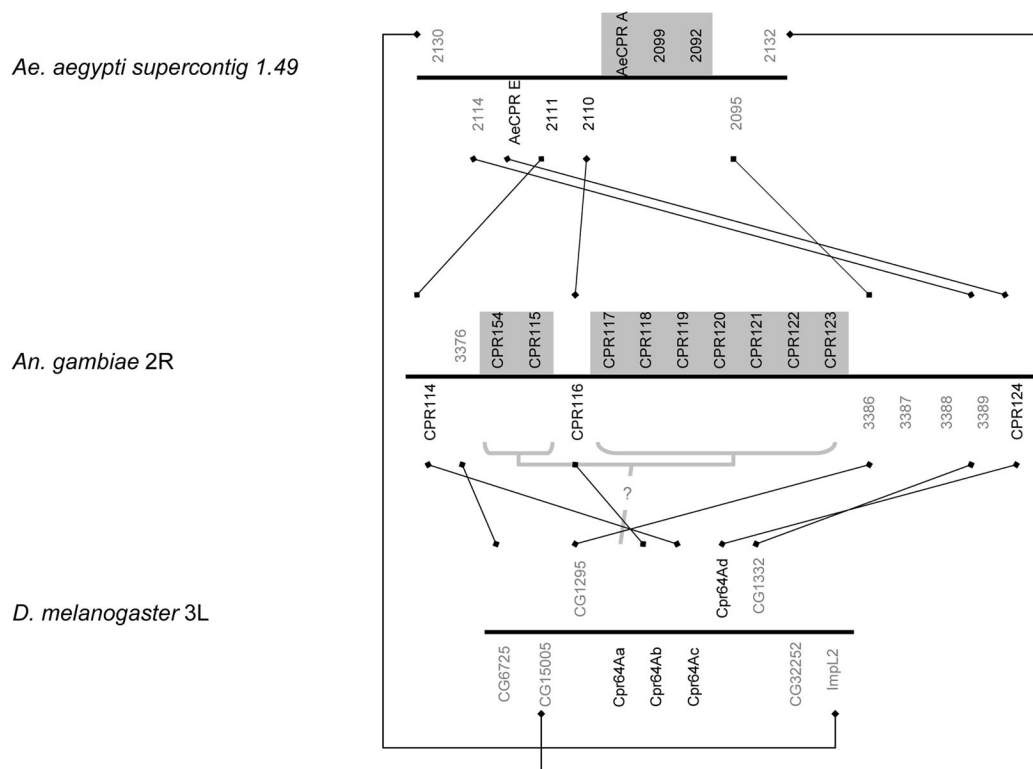 2130
AeCPR A
2099
2092
2132
Ae. aegypti supercontig 1.49
2114
AeCPR E
2111
2110
2095
3376
CPR154
CPR115
CPR117
CPR118
CPR119
CPR120
CPR121
CPR122
CPR123
An. gambiae 2R
CPR114
CPR116
3386
3387
3388
3389
CPR124
?
CG1295
Cpr64Ad
CG1332
D. melanogaster 3L
CG6725
CG15005
Cpr64Aa
Cpr64Ab
Cpr64Ac
CG32252
ImpL2